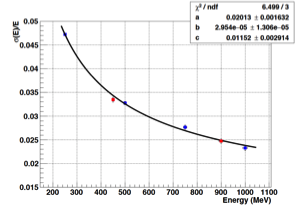 χ² / ndf 6.499 / 3
a 0.02013 ± 0.001632
b 2.954e-05 ± 1.306e-05
c 0.01152 ± 0.002914
σ(E)/E
0.05
0.045
0.04
0.035
0.03
0.025
0.02
0.015
200 300 400 500 600 700 800 900 1000 1100
Energy (MeV)